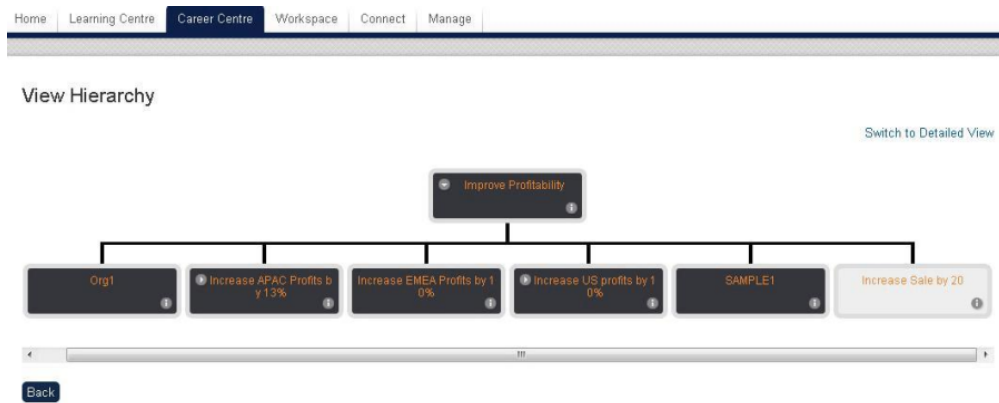 Home Learning Centre Career Centre Workspace Connect Manage
View Hierarchy
Switch to Detailed View
Improve Profitability
Org1
Increase APAC Profits b
y 13%
Increase EMEA Profits by 1
0%
Increase US profits by 1
0%
SAMPLE1
Increase Sale by 20
Back